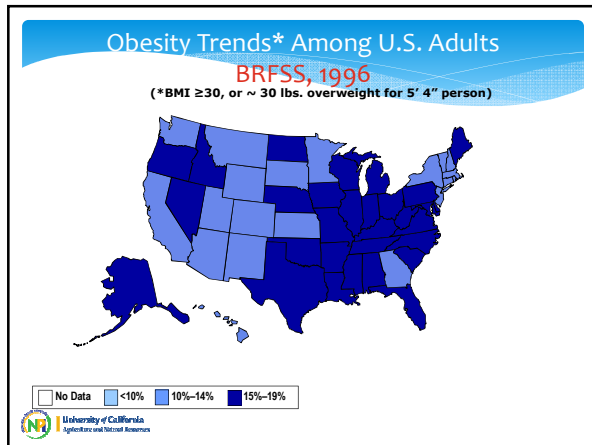 Obesity Trends* Among U.S. Adults
BRFSS, 1996
(*BMI ≥30, or ~ 30 lbs. overweight for 5’ 4” person)
No Data <10% 10%–14% 15%–19%
NPI
University of California
Agriculture and Natural Resources